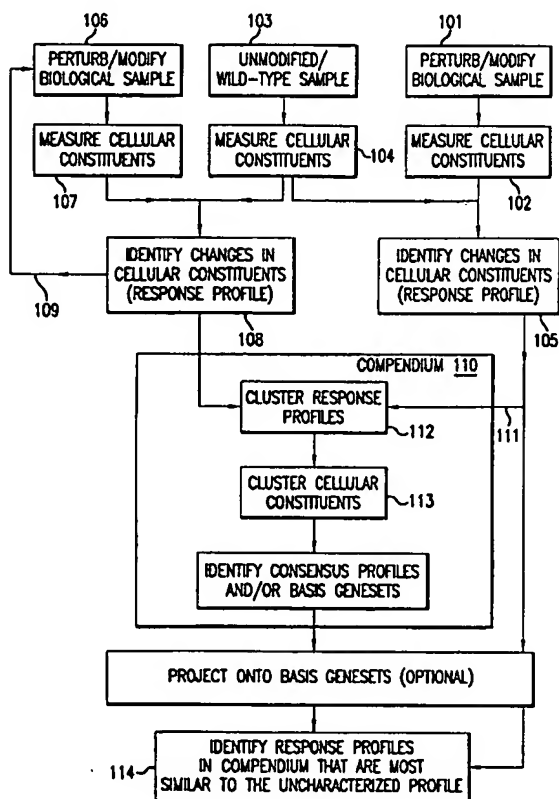 106
103
101
PERTURB/MODIFY
BIOLOGICAL SAMPLE
UNMODIFIED/
WILD-TYPE SAMPLE
PERTURB/MODIFY
BIOLOGICAL SAMPLE
MEASURE CELLULAR
CONSTITUENTS
MEASURE CELLULAR
CONSTITUENTS
104
MEASURE CELLULAR
CONSTITUENTS
107
102
IDENTIFY CHANGES IN
CELLULAR CONSTITUENTS
(RESPONSE PROFILE)
IDENTIFY CHANGES IN
CELLULAR CONSTITUENTS
(RESPONSE PROFILE)
109
108
105
COMPENDIUM 110
CLUSTER RESPONSE
PROFILES
111
112
CLUSTER CELLULAR
CONSTITUENTS
113
IDENTIFY CONSENSUS PROFILES
AND/OR BASIS GENESETS
PROJECT ONTO BASIS GENESETS (OPTIONAL)
IDENTIFY RESPONSE PROFILES
IN COMPENDIUM THAT ARE MOST
SIMILAR TO THE UNCHARACTERIZED PROFILE
114